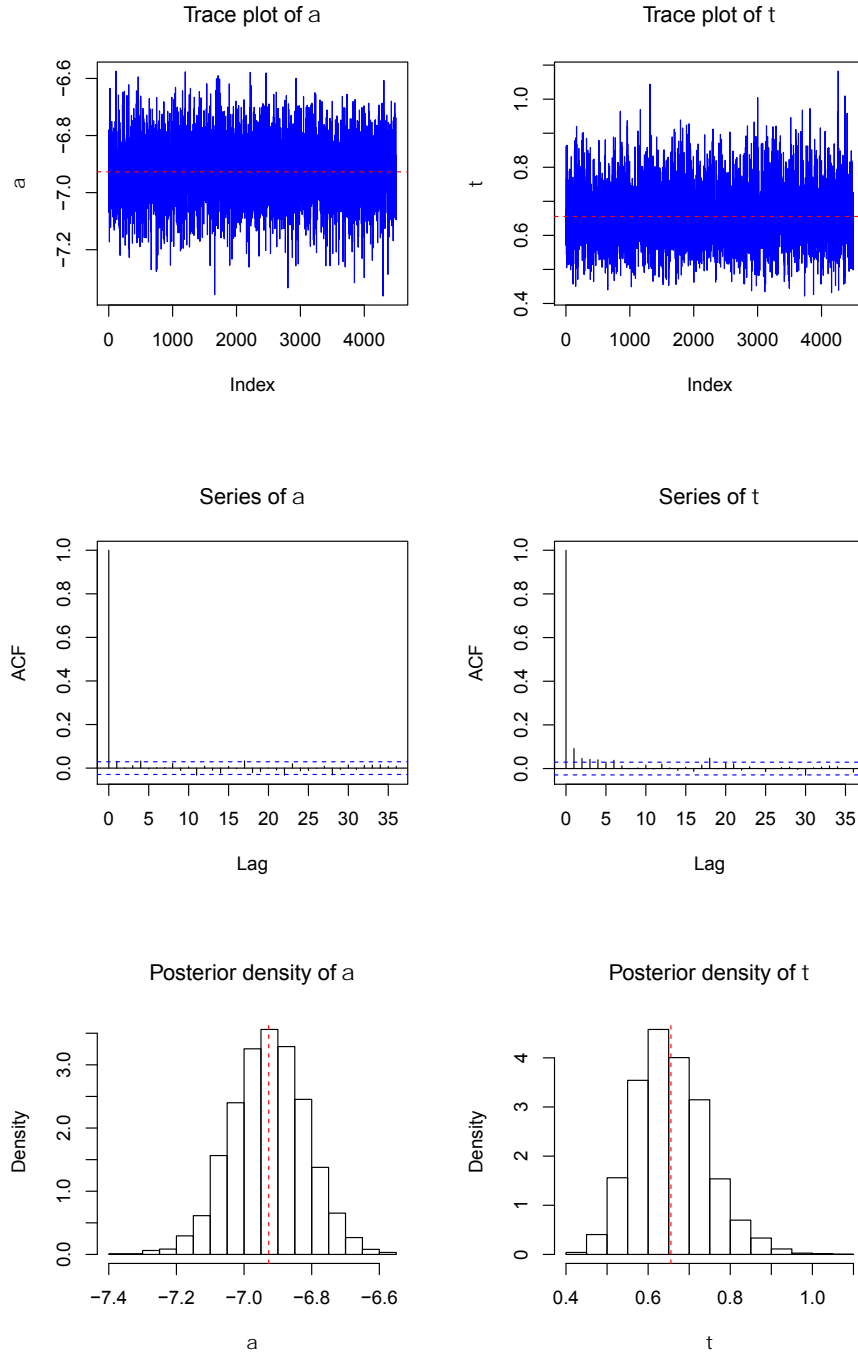 Trace plot of a
a
−7.2 −7.0 −6.8 −6.6
0 1000 2000 3000 4000
Index
Trace plot of t
t
0.4 0.6 0.8 1.0
0 1000 2000 3000 4000
Index
Series of a
ACF
0.0 0.2 0.4 0.6 0.8 1.0
0 5 10 15 20 25 30 35
Lag
Series of t
ACF
0.0 0.2 0.4 0.6 0.8 1.0
0 5 10 15 20 25 30 35
Lag
Posterior density of a
Density
0.0 1.0 2.0 3.0
−7.4 −7.2 −7.0 −6.8 −6.6
a
Posterior density of t
Density
0 1 2 3 4
0.4 0.6 0.8 1.0
t